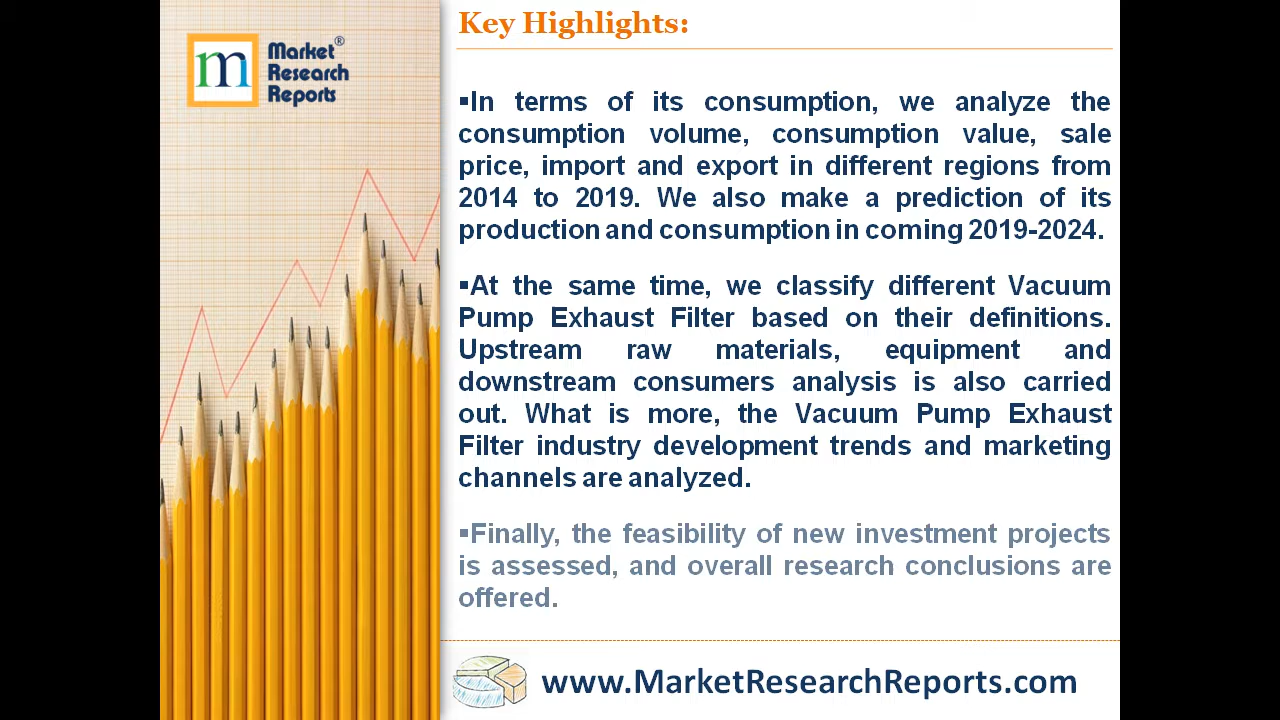 Key Highlights:
m
Market®
Research
Reports
▪In terms of its consumption, we analyze the
consumption volume, consumption value, sale
price, import and export in different regions from
2014 to 2019. We also make a prediction of its
production and consumption in coming 2019-2024.
▪At the same time, we classify different Vacuum
Pump Exhaust Filter based on their definitions.
Upstream raw materials, equipment and
downstream consumers analysis is also carried
out. What is more, the Vacuum Pump Exhaust
Filter industry development trends and marketing
channels are analyzed.
▪Finally, the feasibility of new investment projects
is assessed, and overall research conclusions are
offered.
www.MarketResearchReports.com